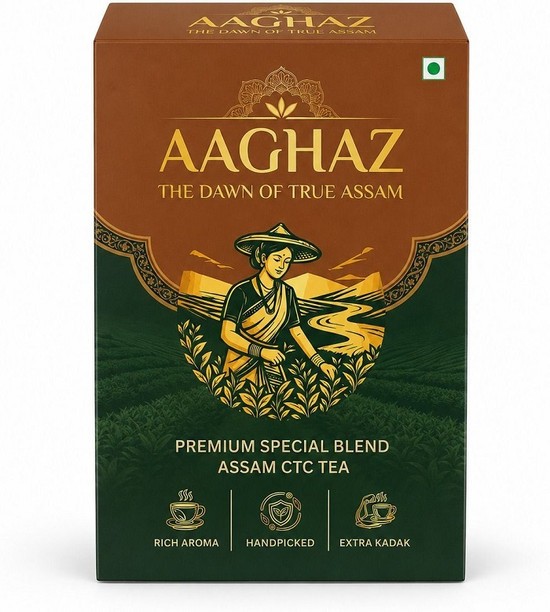 AAGHAZ
THE DAWN OF TRUE ASSAM
AAGHAZ
THE DAWN OF TRUE ASSAM
PREMIUM SPECIAL BLEND
ASSAM CTC TEA
RICH AROMA
HANDPICKED
EXTRA KADAK